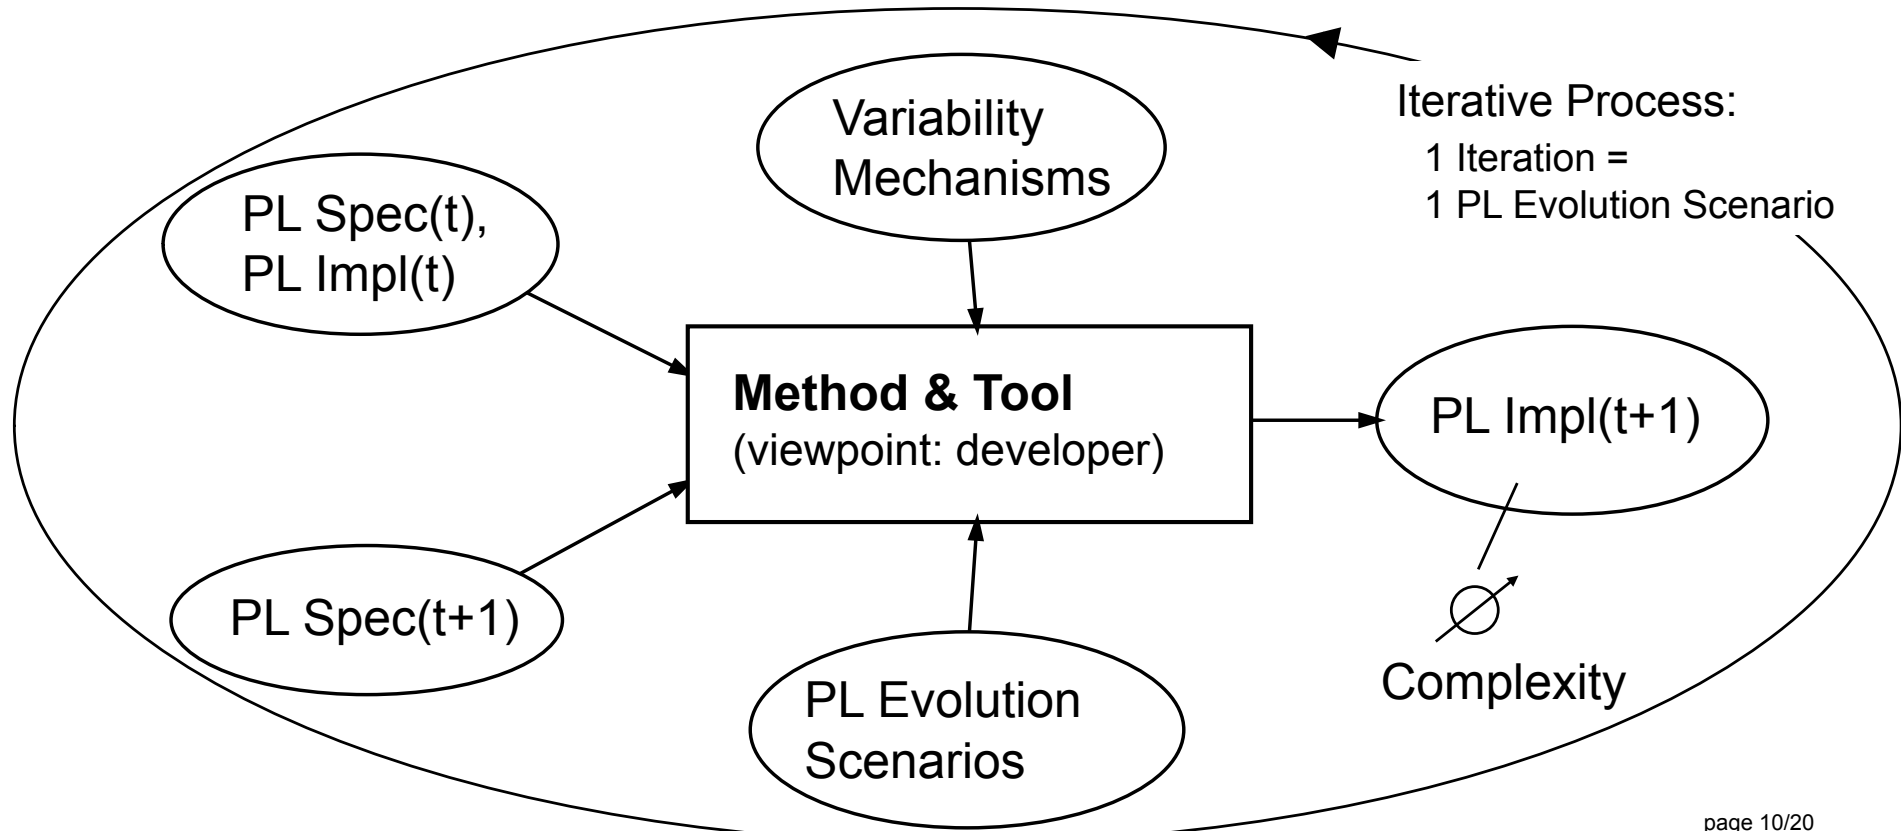 Variability
Mechanisms
Iterative Process:
1 Iteration =
1 PL Evolution Scenario
PL Spec(t),
PL Impl(t)
Method & Tool
(viewpoint: developer)
PL Impl(t+1)
PL Spec(t+1)
PL Evolution
Scenarios
Complexity
page 10/20